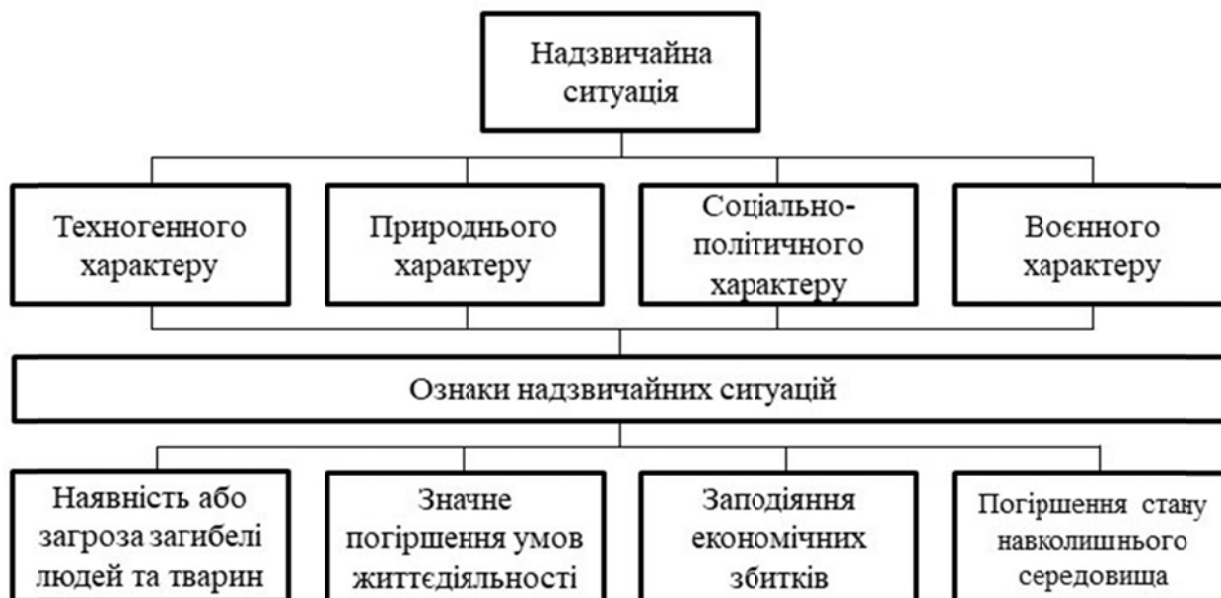 Надзвичайна
ситуація
Техногенного
характеру
Природнього
характеру
Соціально-
політичного
характеру
Воєнного
характеру
Ознаки надзвичайних ситуацій
Наявність або
загроза загибелі
людей та тварин
Значне
погіршення умов
життєдіяльності
Заподіяння
економічних
збитків
Погіршення стану
навколишнього
середовища